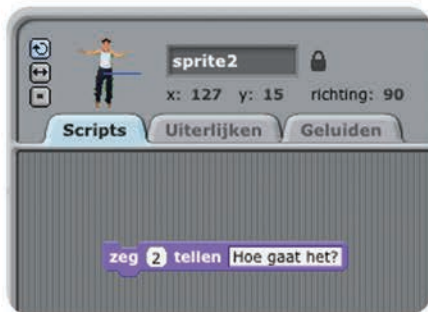 sprite2
x: 127 y: 15 richting: 90
Scripts Uiterlijken Geluiden
zeg 2 tellen Hoe gaat het?